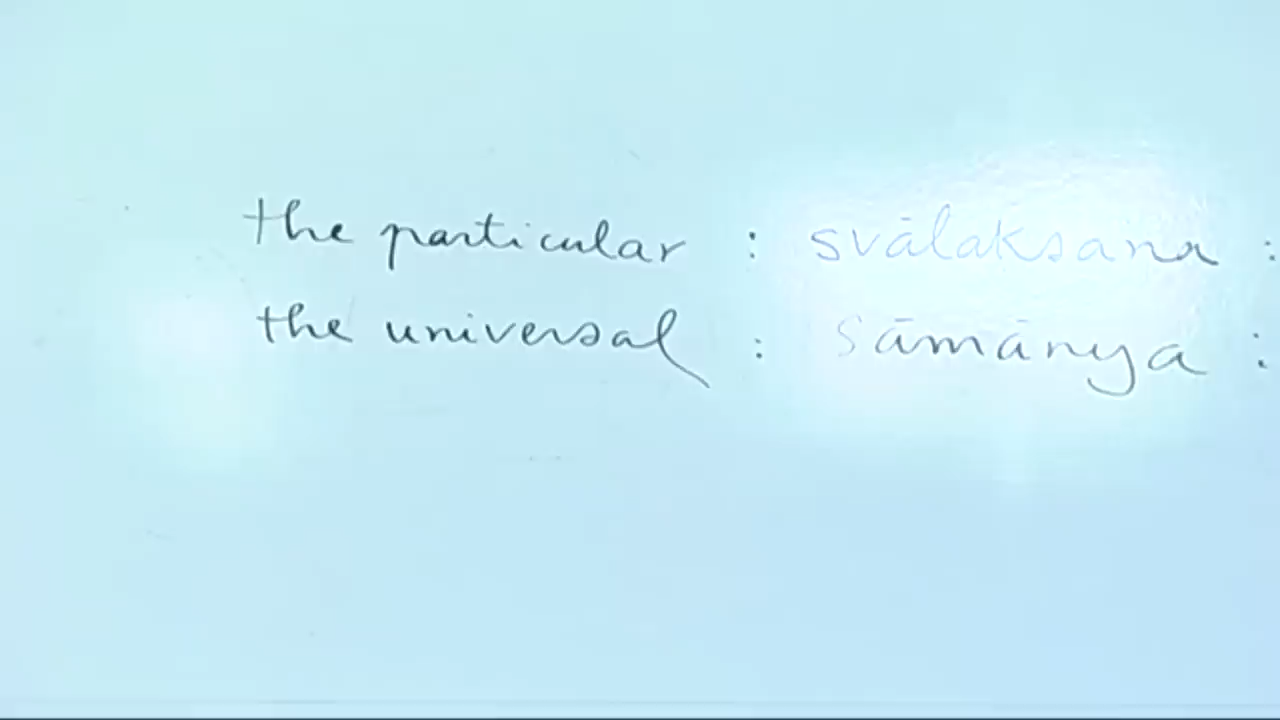 the particular : svālaksana :
the universal : sāmānya :